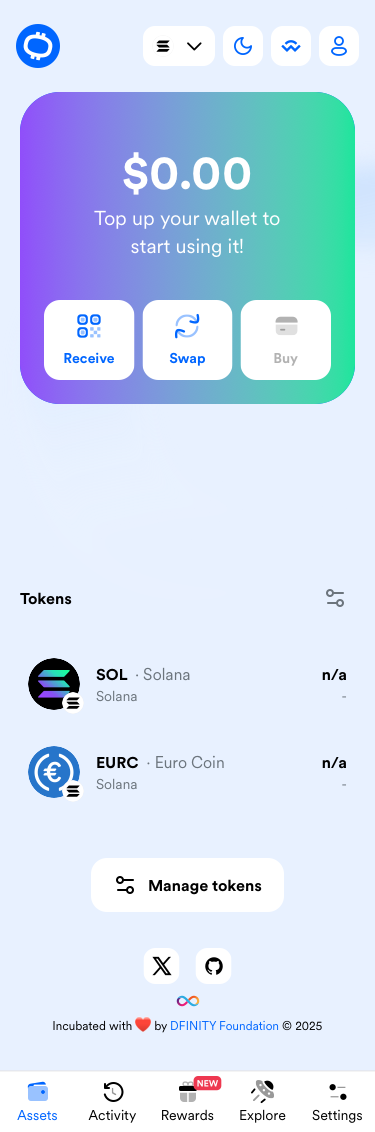 $0.00
Top up your wallet to
start using it!
Receive
Swap
Buy
Tokens
SOL · Solana
n/a
Solana
-
EURC · Euro Coin
n/a
Solana
-
Manage tokens
Incubated with ❤️ by DFINITY Foundation © 2025
NEW
Assets
Activity
Rewards
Explore
Settings